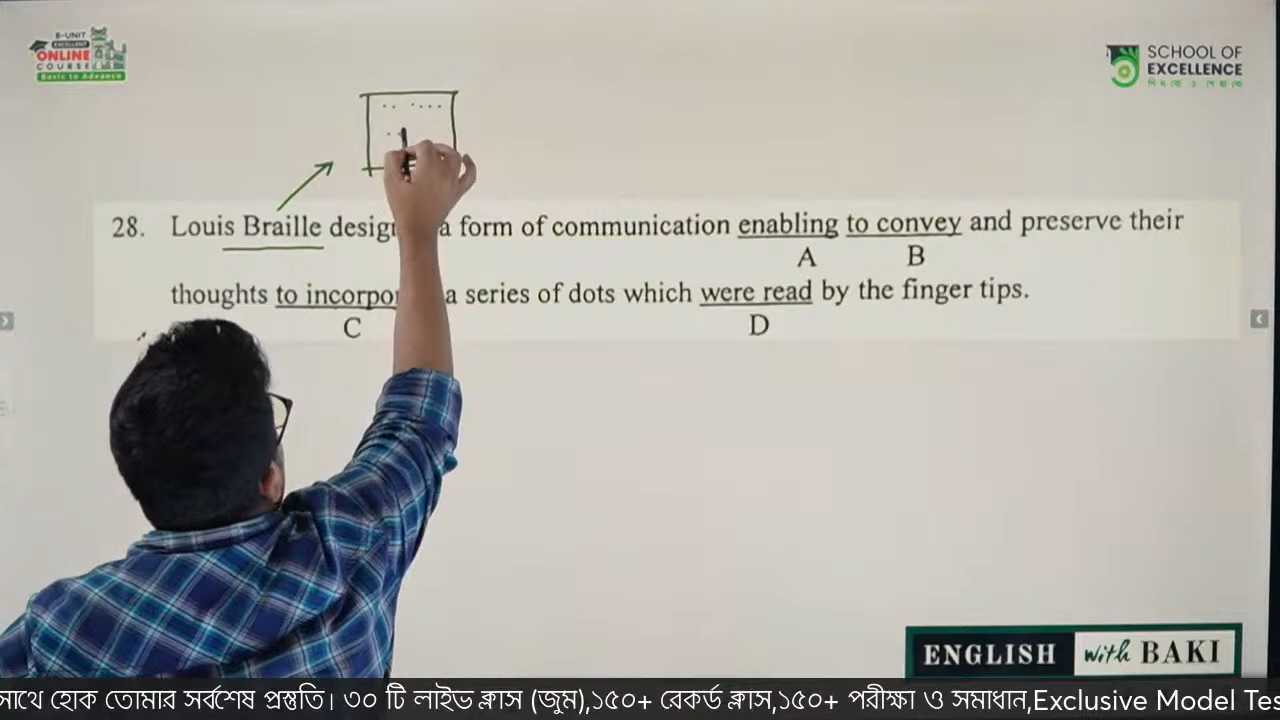 B-UNIT
EXCELLENT
ONLINE
COURSE
Basic to Advance
SCHOOL OF
EXCELLENCE
28. Louis Braille a form of communication enabling to convey and preserve their
A B
thoughts to a series of dots which were read by the finger tips.
C D
ENGLISH with BAKI
সাথে হোক তোমার সর্বশেষ প্রস্তুতি। ৩০ টি লাইভ ক্লাস (জুম),১৫০+ রেকর্ড ক্লাস,১৫০+ পরীক্ষা ও সমাধান,Exclusive Model Tes